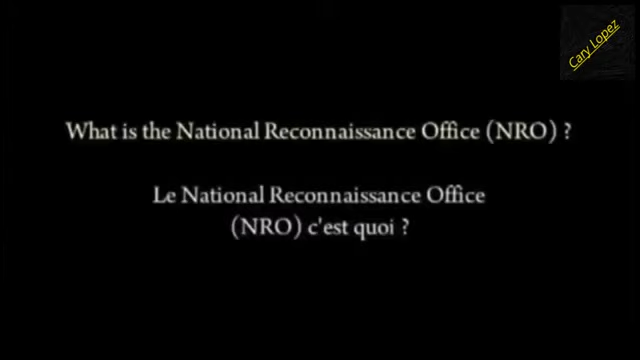 Cary Lopez
What is the National Reconnaissance Office (NRO) ?
Le National Reconnaissance Office
(NRO) c'est quoi ?